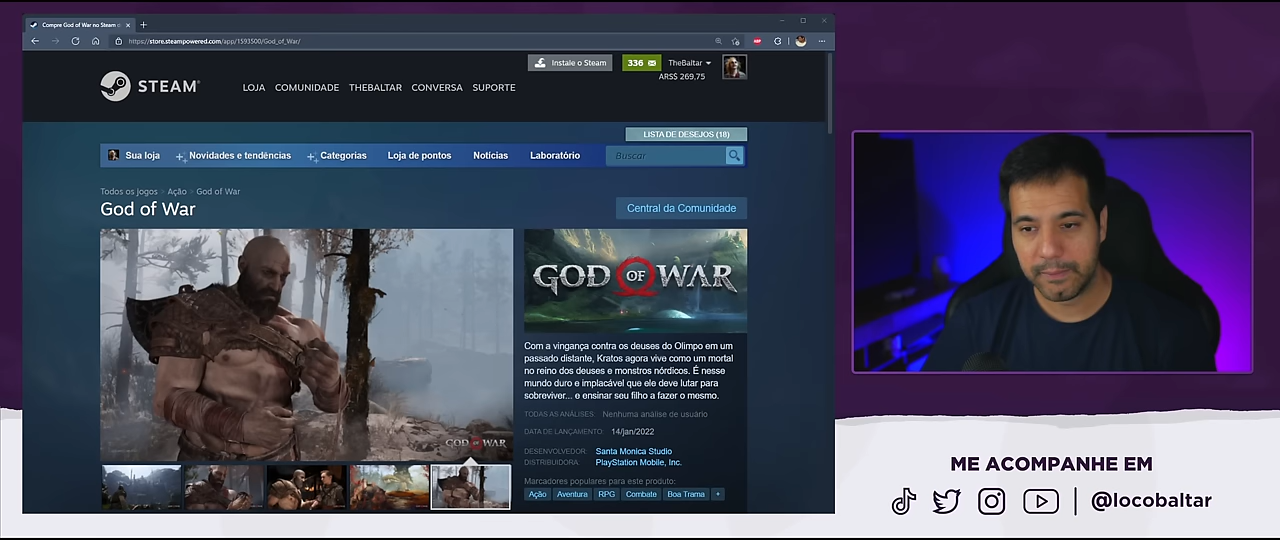 Compre God of War no Steam
https://store.steampowered.com/app/1593500/God_of_War/
Instale o Steam
336
TheBaltar
ARS$ 269,75
STEAM
LOJA COMUNIDADE THEBALTAR CONVERSA SUPORTE
LISTA DE DESEJOS (18)
Sua loja Novidades e tendências Categorias Loja de pontos Notícias Laboratório Buscar
Todos os jogos > Ação > God of War
God of War
Central da Comunidade
GOD OF WAR
Com a vingança contra os deuses do Olimpo em um
passado distante, Kratos agora vive como um mortal
no reino dos deuses e monstros nórdicos. É nesse
mundo duro e implacável que ele deve lutar para
sobreviver... e ensinar seu filho a fazer o mesmo.
TODAS AS ANÁLISES: Nenhuma análise de usuário
DATA DE LANÇAMENTO: 14/jan/2022
DESENVOLVEDOR: Santa Monica Studio
DISTRIBUIDORA: PlayStation Mobile, Inc.
GOD OF WAR
Marcadores populares para este produto:
Ação Aventura RPG Combate Boa Trama +
ME ACOMPANHE EM
@locobaltar